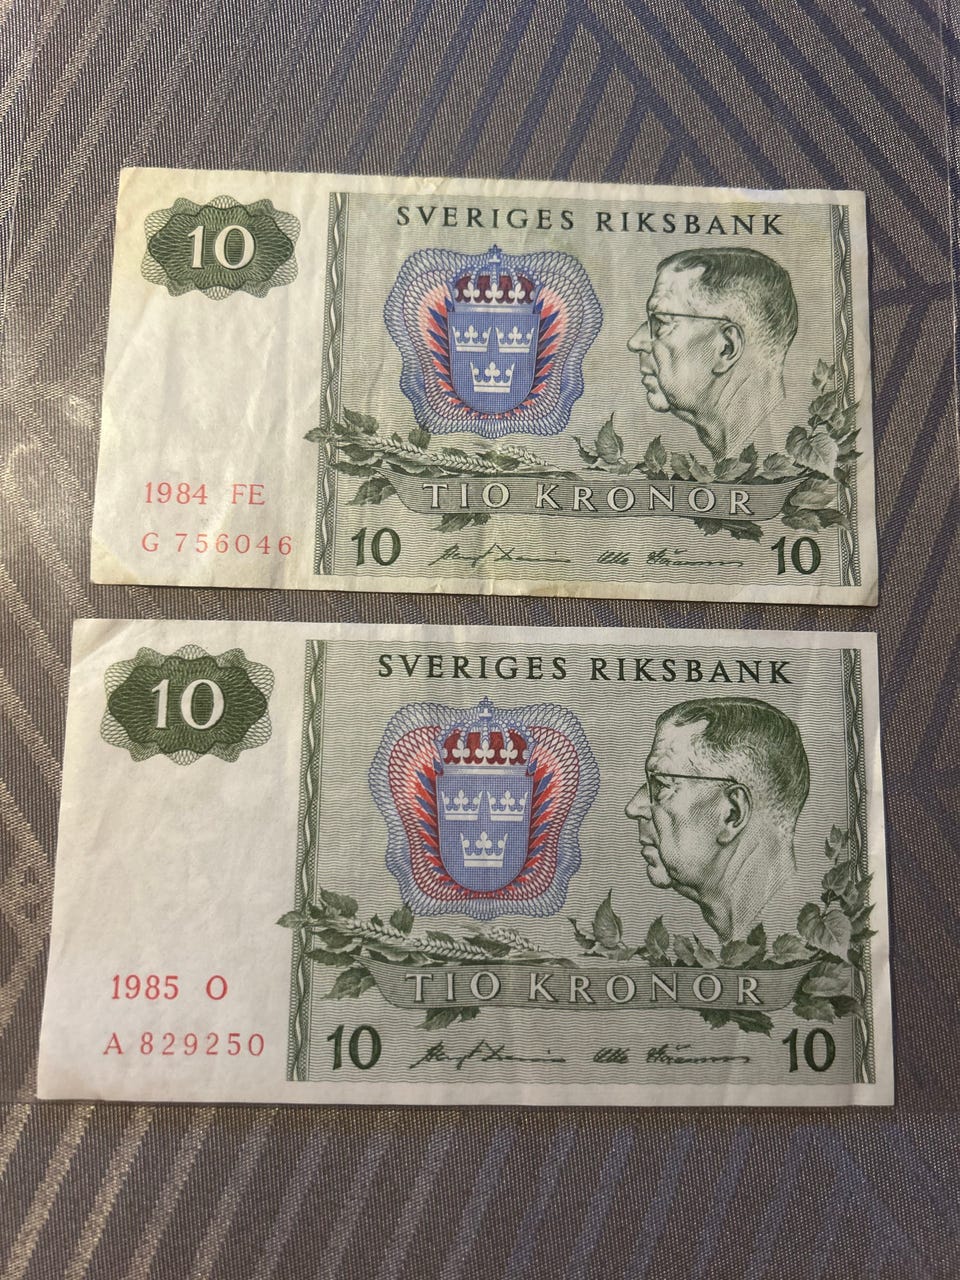 10
SVERIGES RIKSBANK
1984 FE
G 756046
TIO KRONOR
10
10
10
SVERIGES RIKSBANK
1985 O
A 829250
TIO KRONOR
10
10